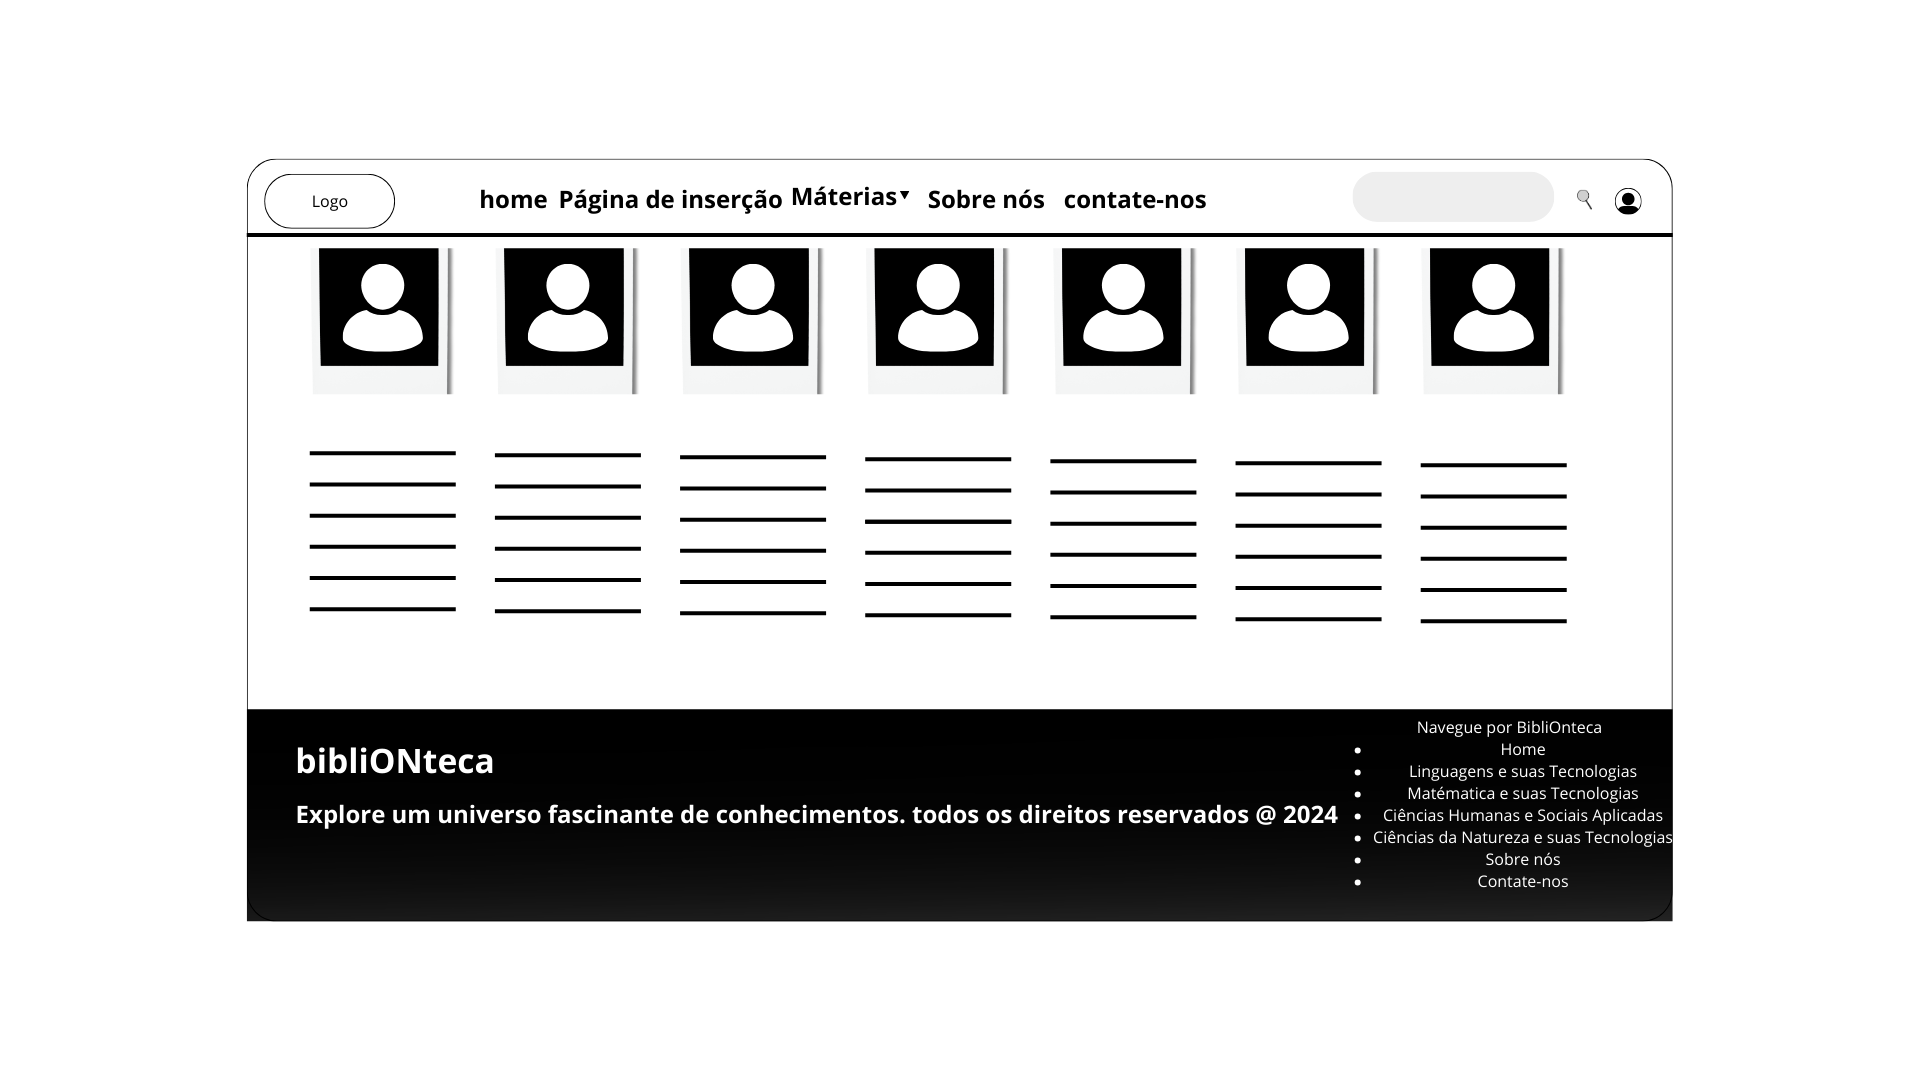 Logo
home Página de inserção Máterias▼ Sobre nós contate-nos
bibliONteca
Explore um universo fascinante de conhecimentos. todos os direitos reservados @ 2024
Navegue por BibliOnteca
• Home
• Linguagens e suas Tecnologias
• Matématica e suas Tecnologias
• Ciências Humanas e Sociais Aplicadas
• Ciências da Natureza e suas Tecnologias
• Sobre nós
• Contate-nos